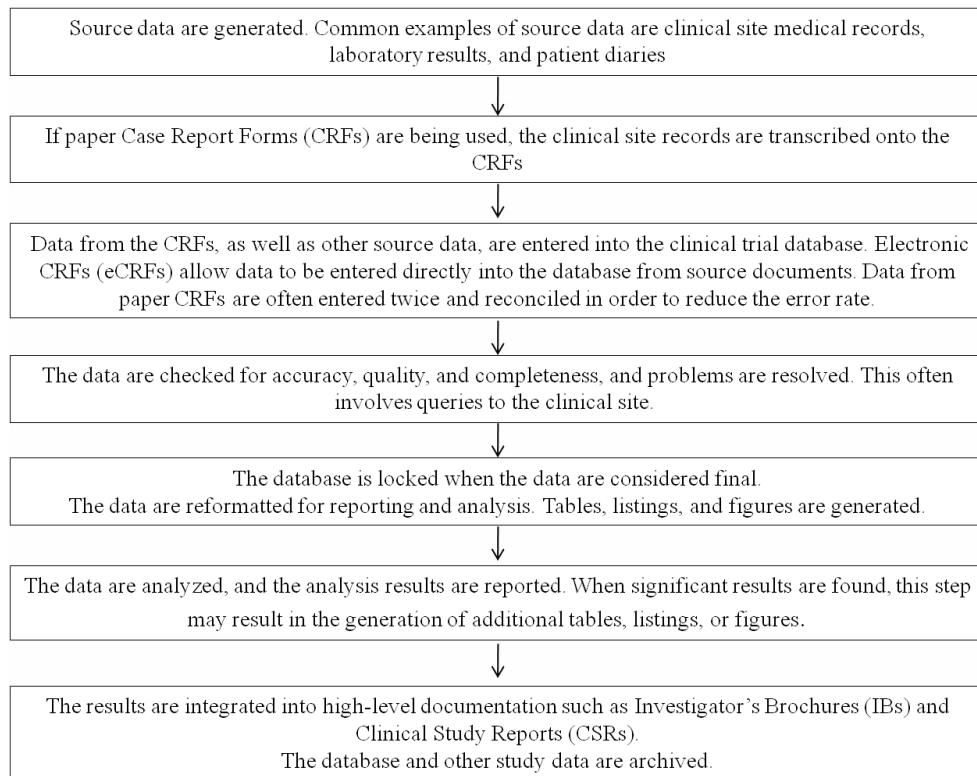 Source data are generated. Common examples of source data are clinical site medical records,
laboratory results, and patient diaries
If paper Case Report Forms (CRFs) are being used, the clinical site records are transcribed onto the
CRFs
Data from the CRFs, as well as other source data, are entered into the clinical trial database. Electronic
CRFs (eCRFs) allow data to be entered directly into the database from source documents. Data from
paper CRFs are often entered twice and reconciled in order to reduce the error rate.
The data are checked for accuracy, quality, and completeness, and problems are resolved. This often
involves queries to the clinical site.
The database is locked when the data are considered final.
The data are reformatted for reporting and analysis. Tables, listings, and figures are generated.
The data are analyzed, and the analysis results are reported. When significant results are found, this step
may result in the generation of additional tables, listings, or figures.
The results are integrated into high-level documentation such as Investigator’s Brochures (IBs) and
Clinical Study Reports (CSRs).
The database and other study data are archived.